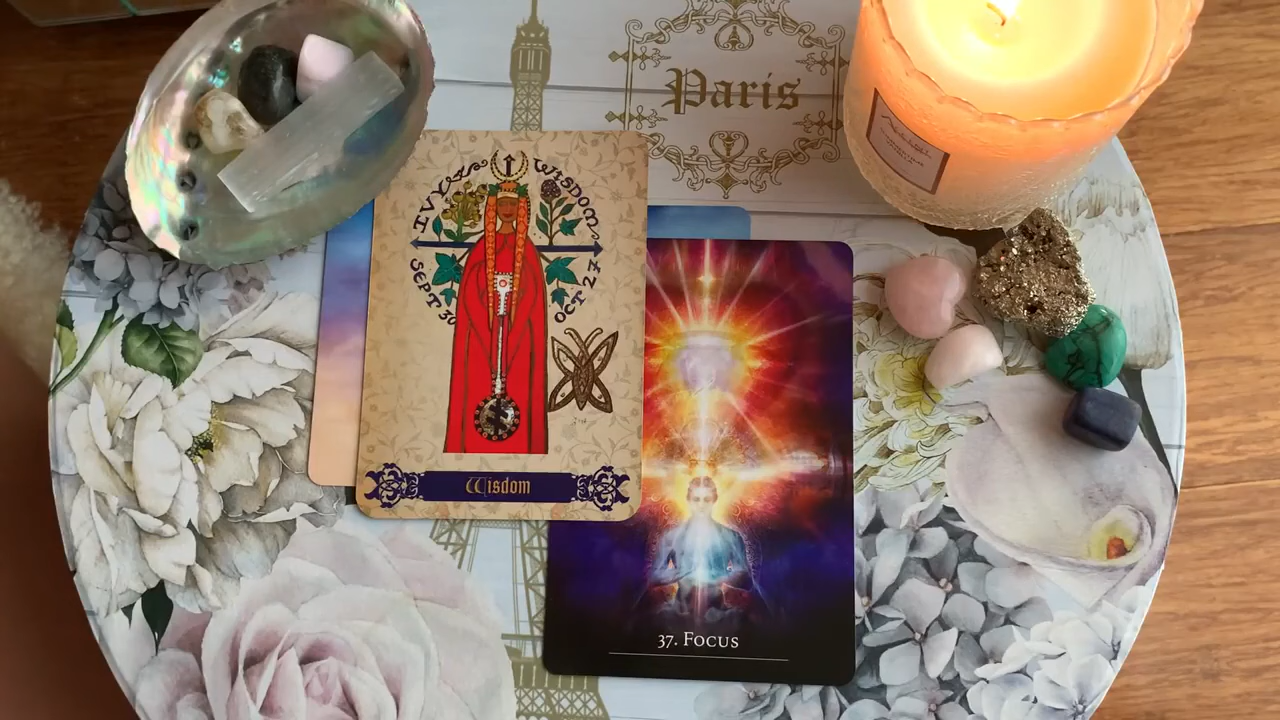 Paris
IVY WISDOM
SEPT 30 OCT 27
Wisdom
37. FOCUS